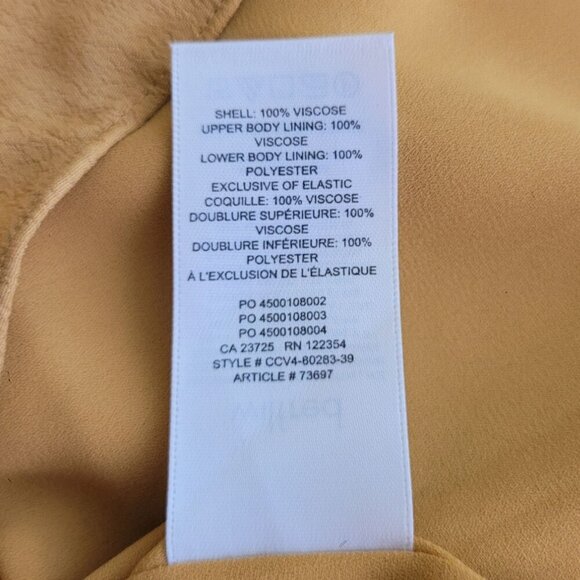 SHELL: 100% VISCOSE
UPPER BODY LINING: 100%
VISCOSE
LOWER BODY LINING: 100%
POLYESTER
EXCLUSIVE OF ELASTIC
COQUILLE: 100% VISCOSE
DOUBLURE SUPÉRIEURE: 100%
VISCOSE
DOUBLURE INFÉRIEURE: 100%
POLYESTER
À L'EXCLUSION DE L'ÉLASTIQUE
PO 4500108002
PO 4500108003
PO 4500108004
CA 23725 RN 122354
STYLE # CCV4-60283-39
ARTICLE # 73697